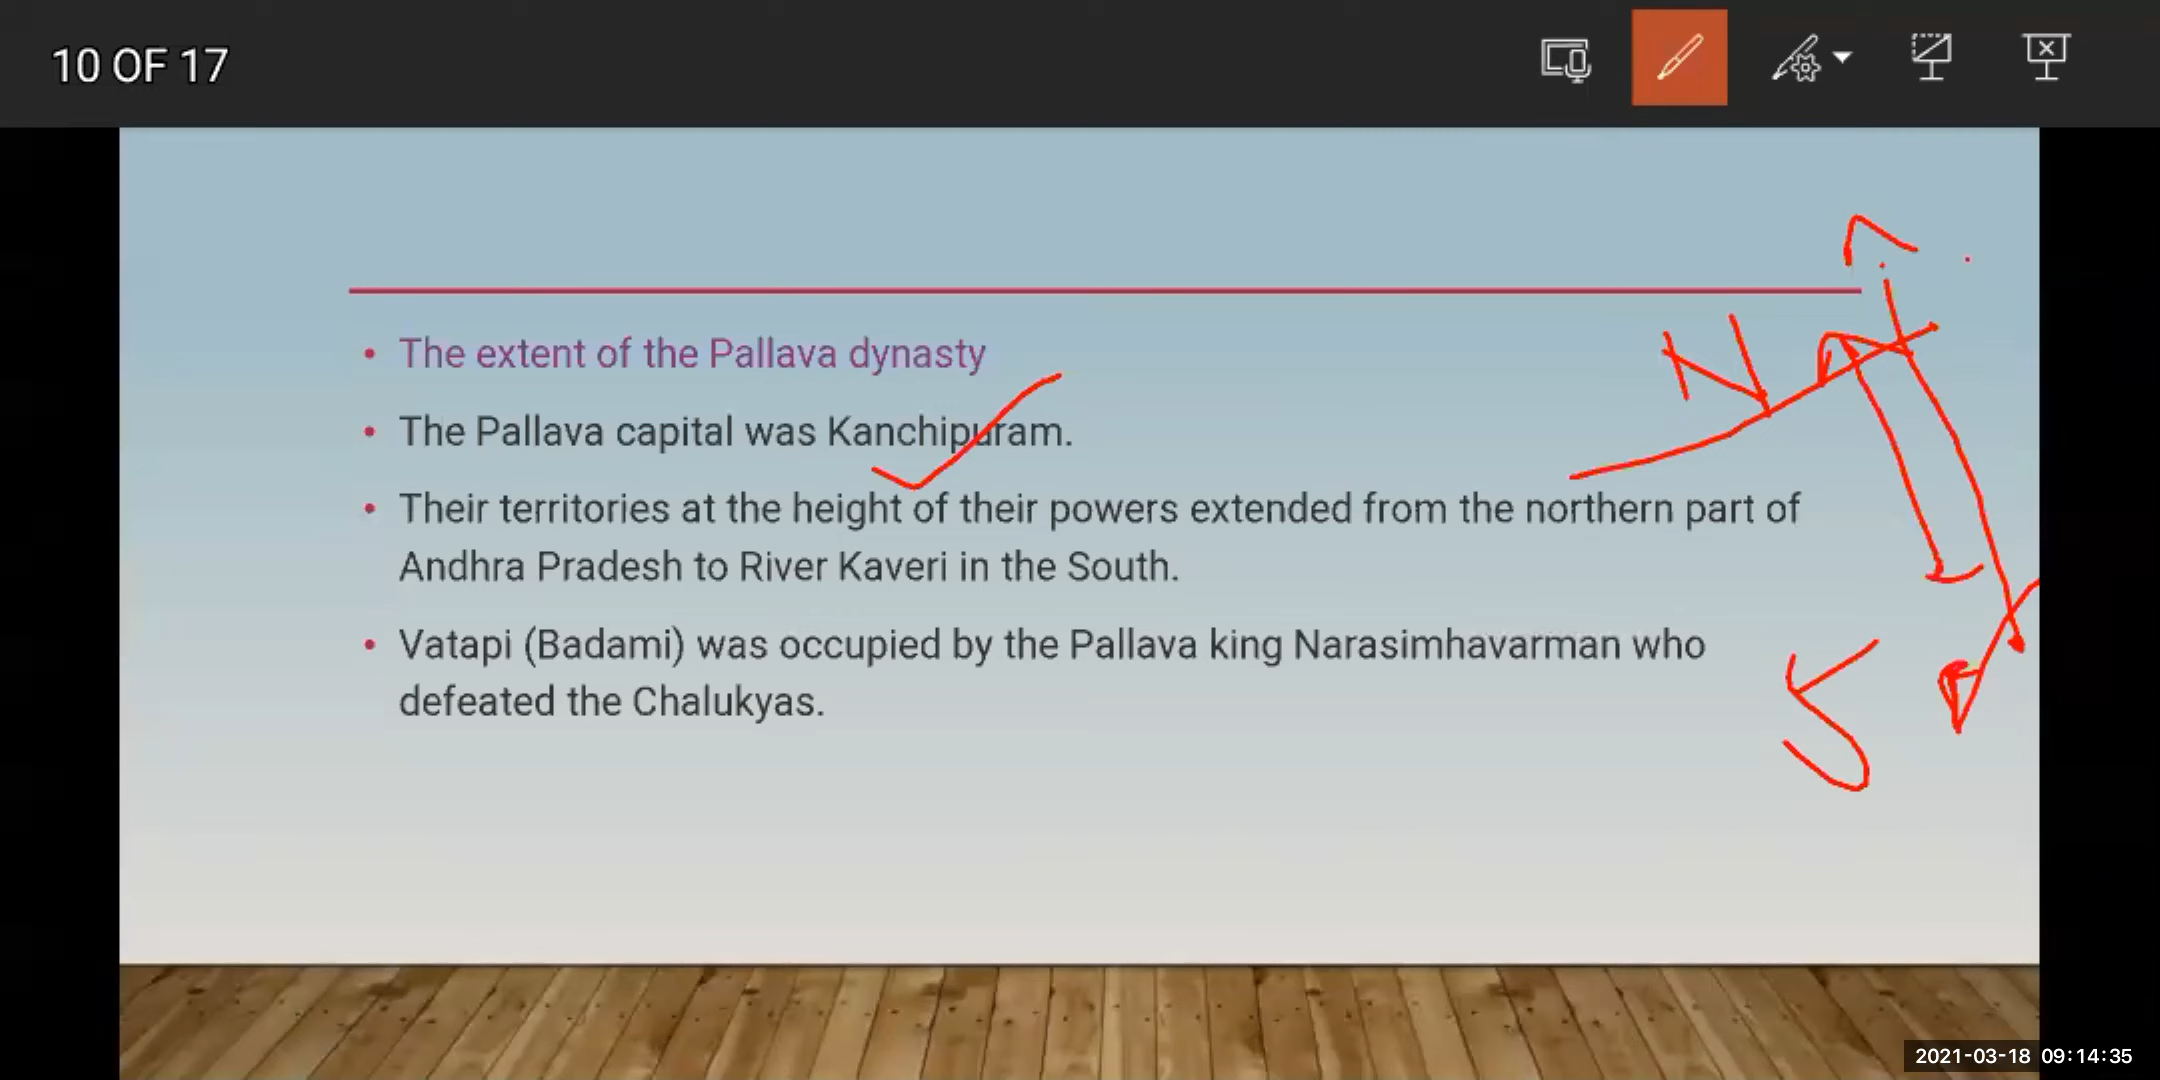 10 OF 17
• The extent of the Pallava dynasty
• The Pallava capital was Kanchipuram.
• Their territories at the height of their powers extended from the northern part of
Andhra Pradesh to River Kaveri in the South.
• Vatapi (Badami) was occupied by the Pallava king Narasimhavarman who
defeated the Chalukyas.
N
S
2021-03-18 09:14:35